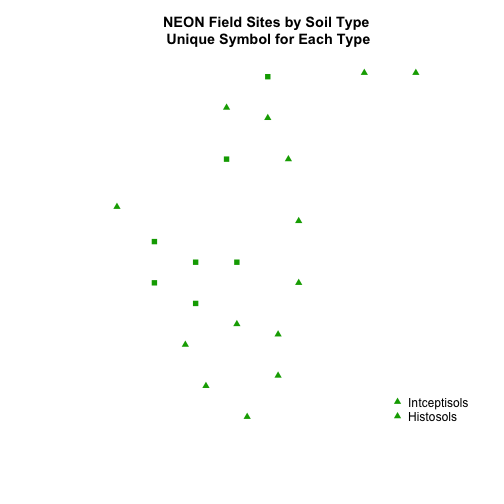 NEON Field Sites by Soil Type
Unique Symbol for Each Type
Intceptisols
Histosols